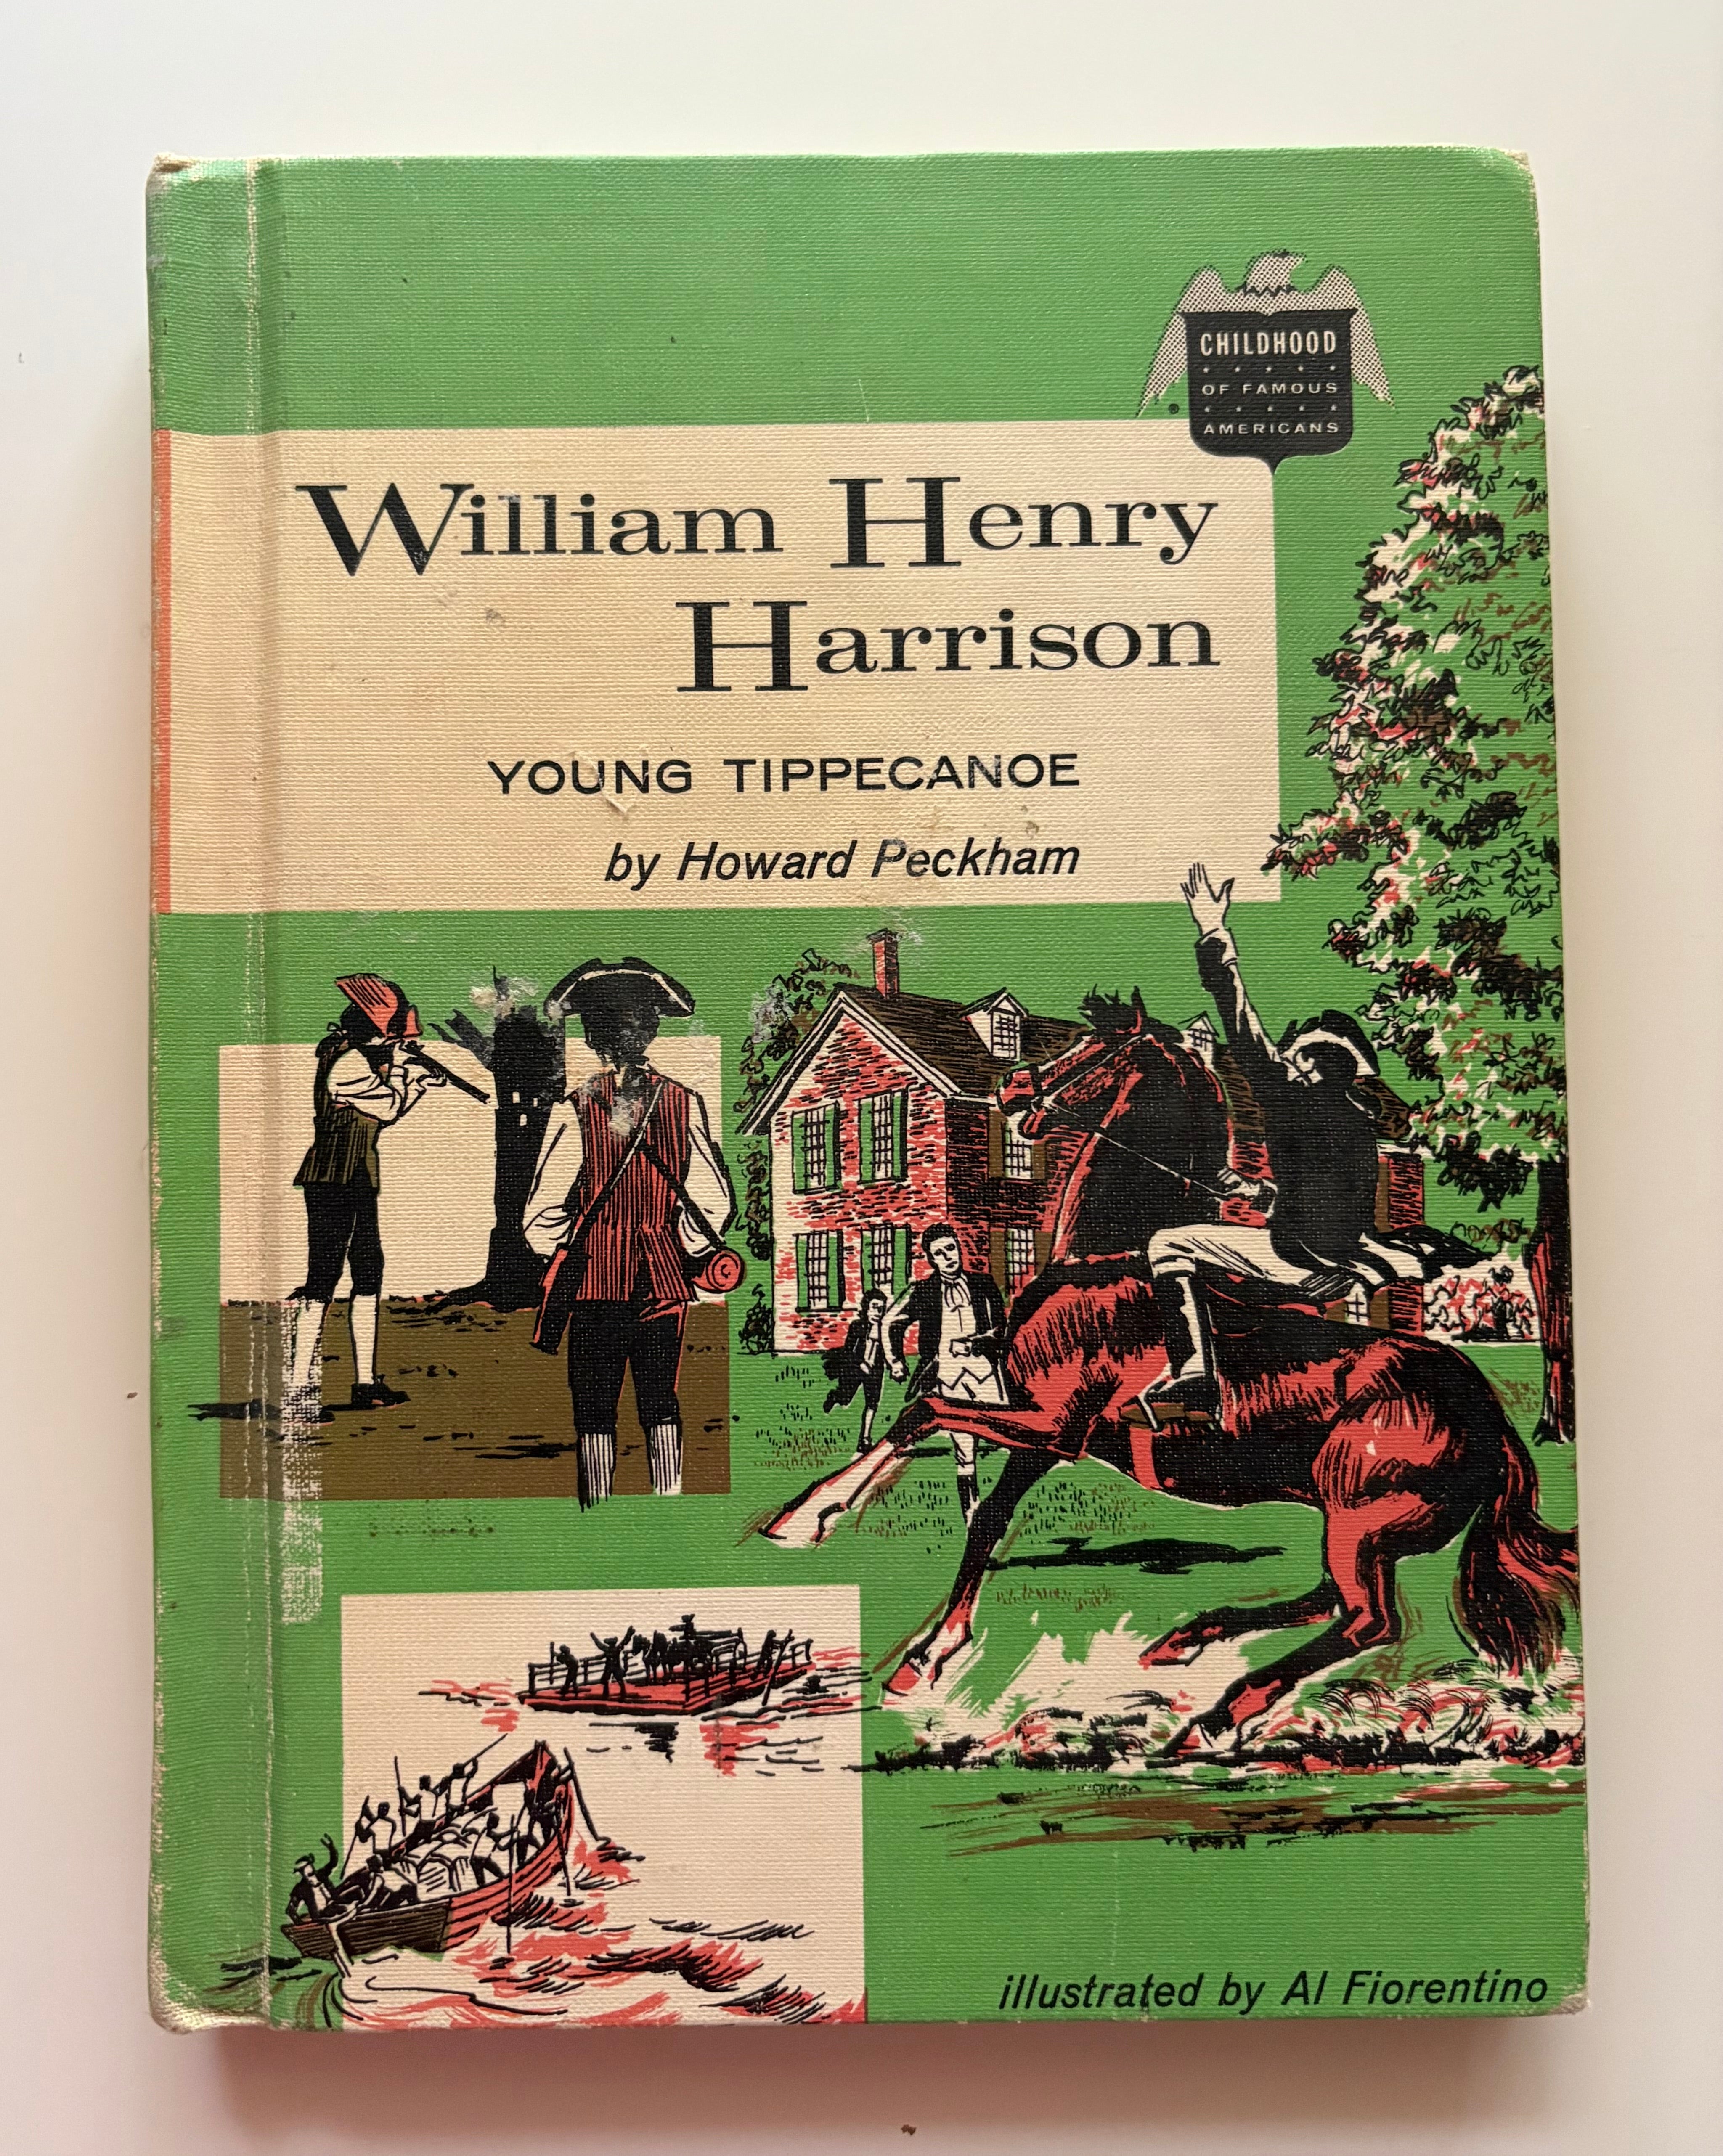 CHILDHOOD
OF FAMOUS
AMERICANS
William Henry
Harrison
YOUNG TIPPECANOE
by Howard Peckham
illustrated by Al Fiorentino